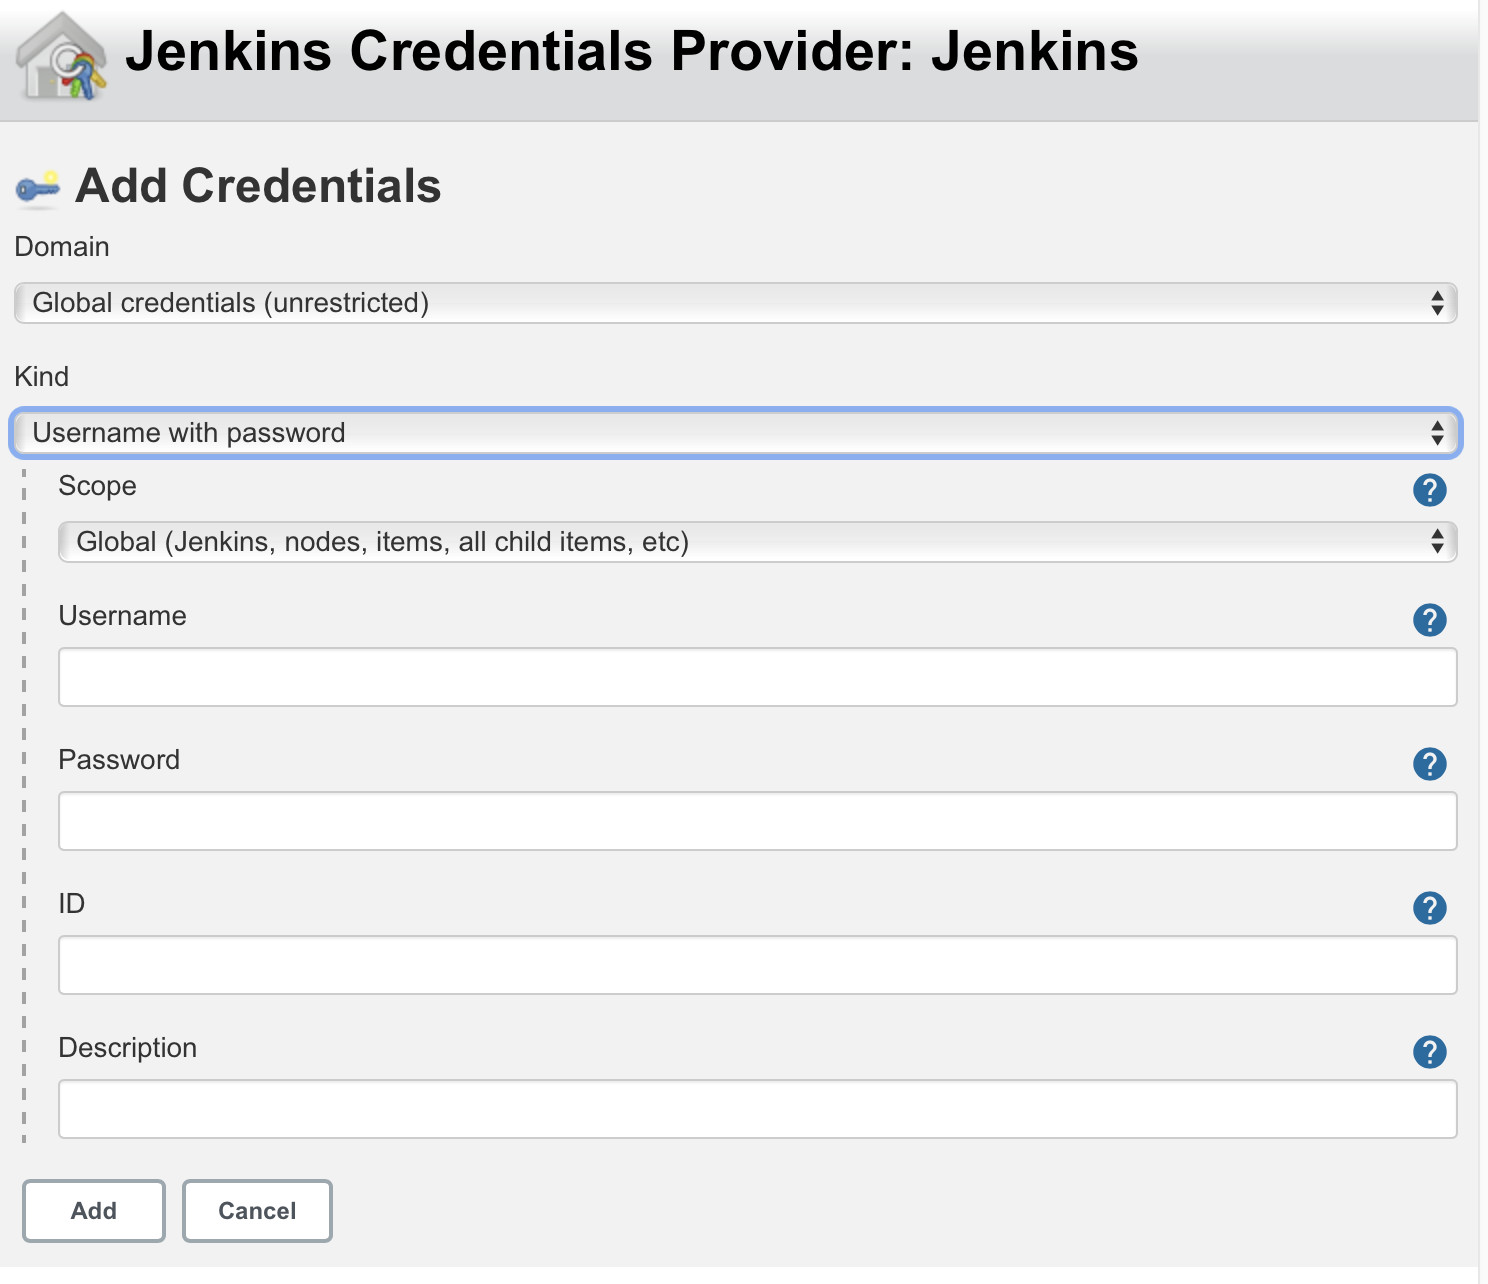 Jenkins Credentials Provider: Jenkins
Add Credentials
Domain
Global credentials (unrestricted)
Kind
Username with password
Scope
?
Global (Jenkins, nodes, items, all child items, etc)
Username
?
Password
?
ID
?
Description
?
Add
Cancel